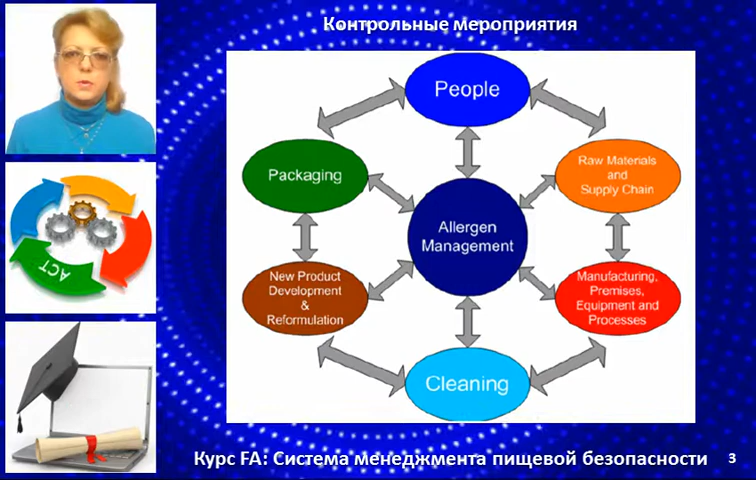 Контрольные мероприятия
People
Packaging
Raw Materials
and
Supply Chain
Allergen
Management
New Product
Development
&
Reformulation
Manufacturing,
Premises,
Equipment and
Processes
Cleaning
ACT
Курс FA: Система менеджмента пищевой безопасности 3